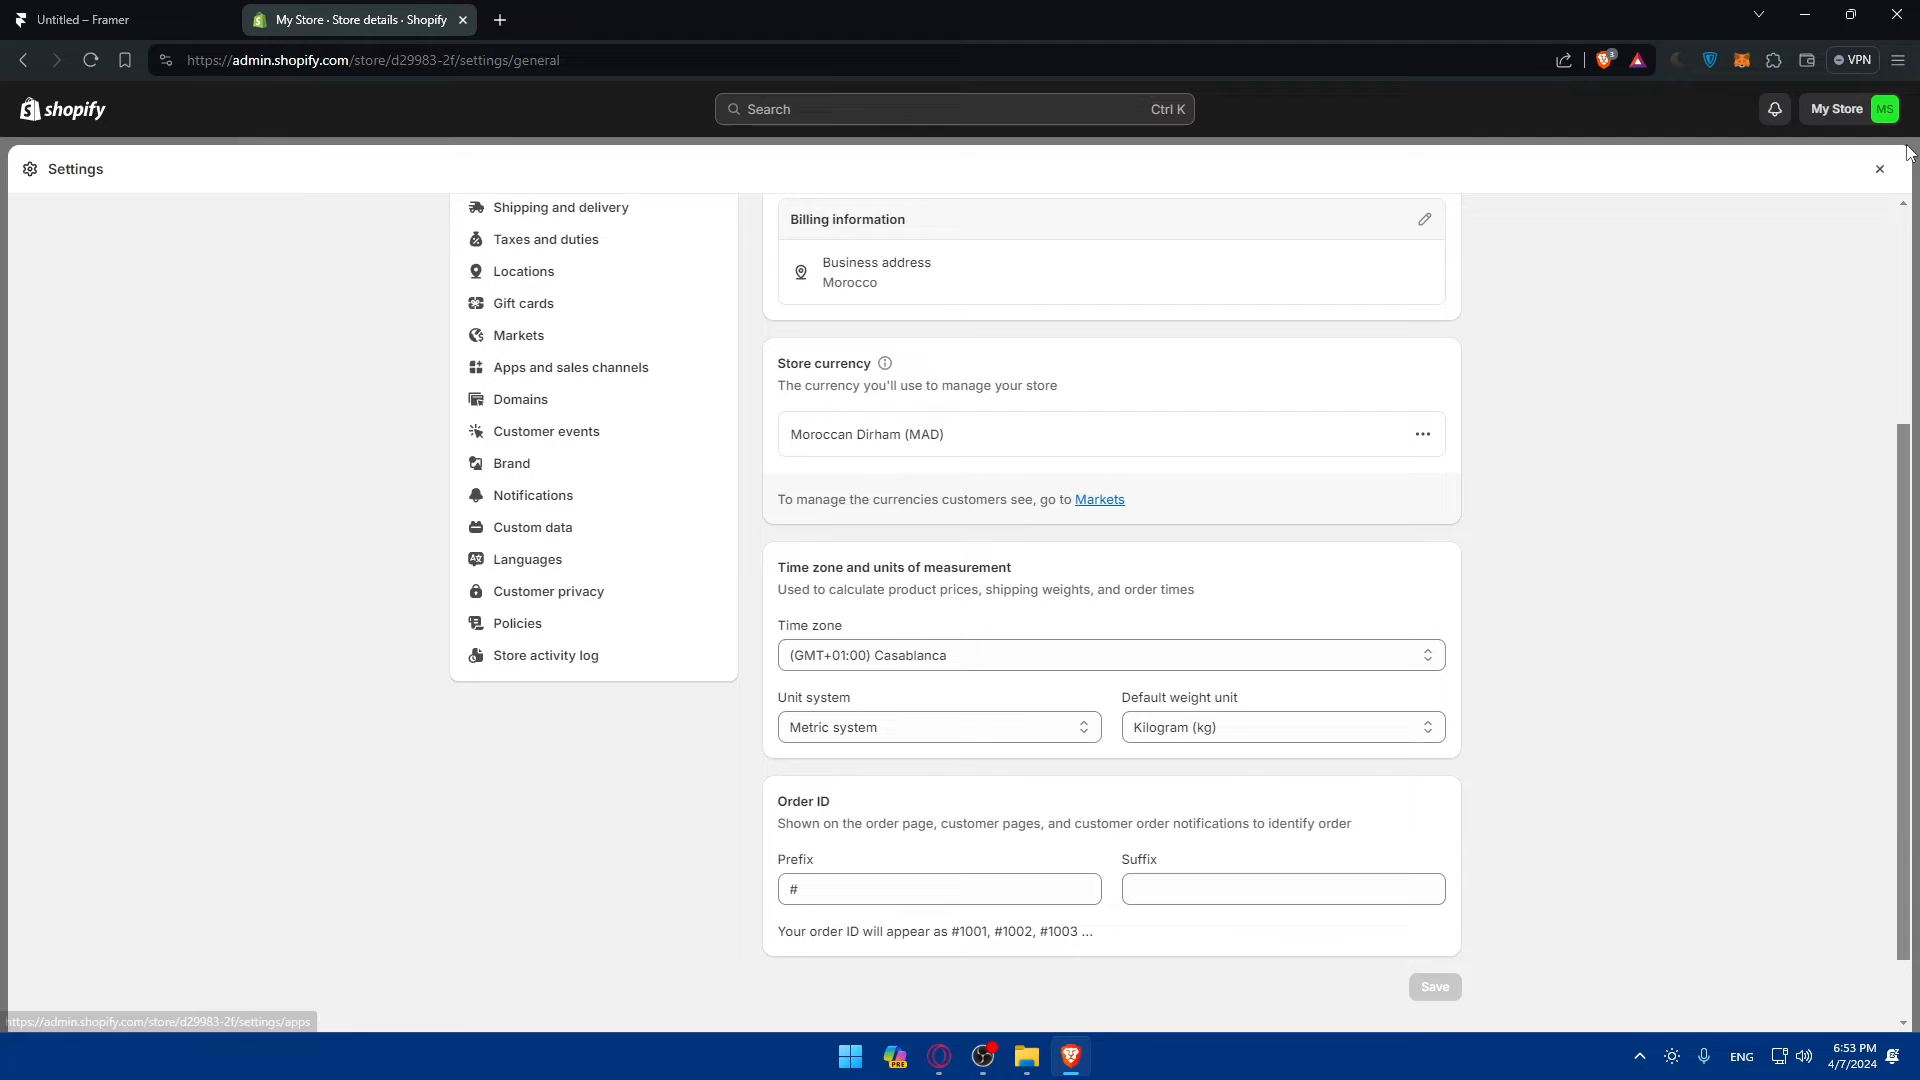 Untitled – Framer
My Store · Store details · Shopify
https://admin.shopify.com/store/d29983-2f/settings/general
3
VPN
shopify
Search
Ctrl K
My Store
MS
Settings
Shipping and delivery
Taxes and duties
Locations
Gift cards
Markets
Apps and sales channels
Domains
Customer events
Brand
Notifications
Custom data
Languages
Customer privacy
Policies
Store activity log
Billing information
Business address
Morocco
Store currency
The currency you'll use to manage your store
Moroccan Dirham (MAD)
To manage the currencies customers see, go to Markets
Time zone and units of measurement
Used to calculate product prices, shipping weights, and order times
Time zone
(GMT+01:00) Casablanca
Unit system
Default weight unit
Metric system
Kilogram (kg)
Order ID
Shown on the order page, customer pages, and customer order notifications to identify order
Prefix
Suffix
#
Your order ID will appear as #1001, #1002, #1003 ...
Save
https://admin.shopify.com/store/d29983-2f/settings/apps
PRE
ENG
6:53 PM
4/7/2024